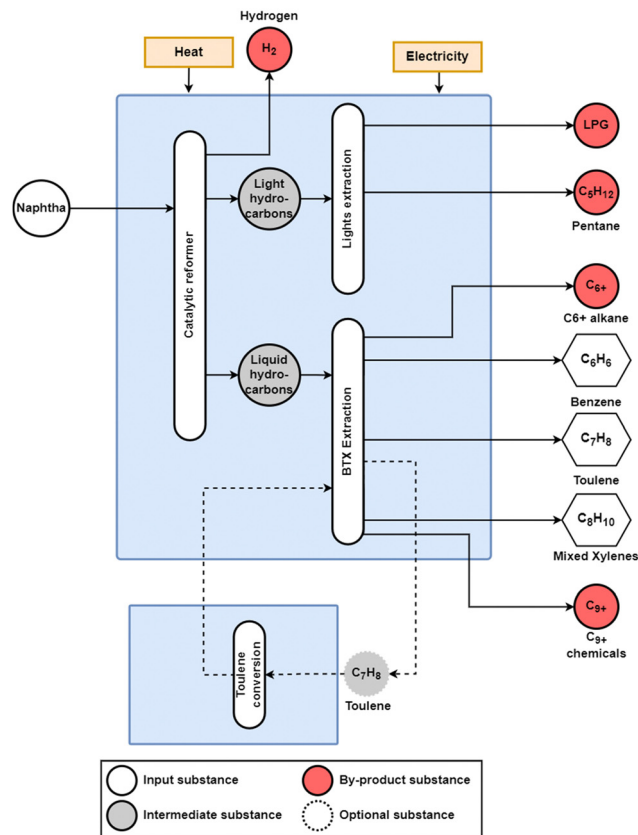 Hydrogen
H2
Heat
Electricity
LPG
Naphtha
Light
hydro-
carbons
C5H12
Pentane
Catalytic reformer
Lights extraction
C6+
C6+ alkane
Liquid
hydro-
carbons
C6H6
Benzene
BTX Extraction
C7H8
Toulene
C8H10
Mixed Xylenes
C9+
C9+
chemicals
Toulene
conversion
C7H8
Toulene
Input substance
By-product substance
Intermediate substance
Optional substance